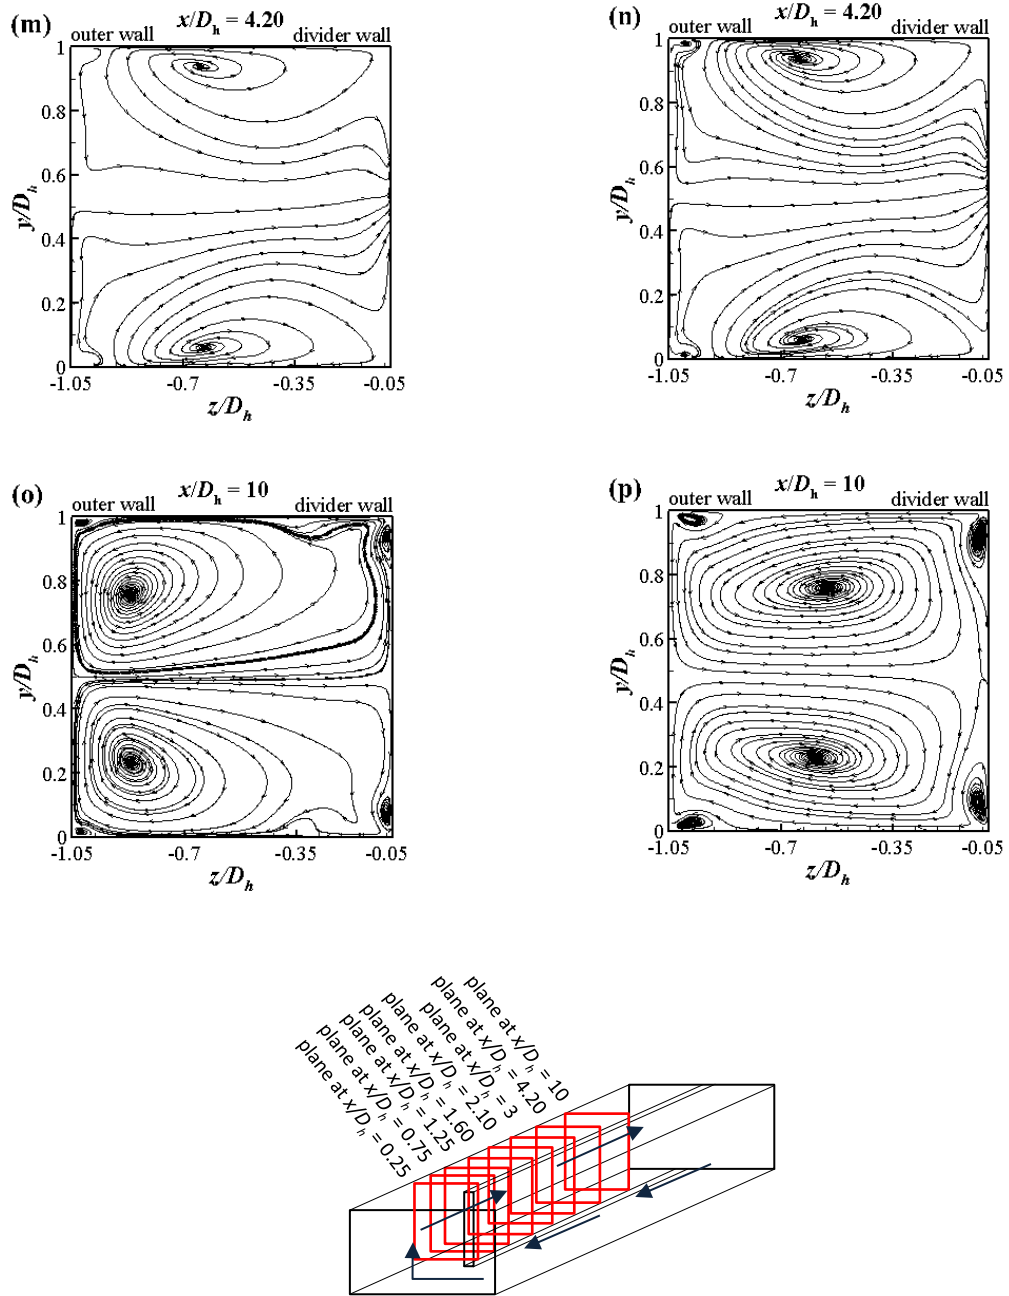 (m) x/Dh = 4.20
outer wall divider wall
1
0.8
0.6
0.4
0.2
0
y/Dh
-1.05 -0.7 -0.35 -0.05
z/Dh
(n) x/Dh = 4.20
outer wall divider wall
1
0.8
0.6
0.4
0.2
0
y/Dh
-1.05 -0.7 -0.35 -0.05
z/Dh
(o) x/Dh = 10
outer wall divider wall
1
0.8
0.6
0.4
0.2
0
y/Dh
-1.05 -0.7 -0.35 -0.05
z/Dh
(p) x/Dh = 10
outer wall divider wall
1
0.8
0.6
0.4
0.2
0
y/Dh
-1.05 -0.7 -0.35 -0.05
z/Dh
plane at x/Dh = 0.25
plane at x/Dh = 0.75
plane at x/Dh = 1.25
plane at x/Dh = 1.60
plane at x/Dh = 2.10
plane at x/Dh = 3
plane at x/Dh = 4.20
plane at x/Dh = 10